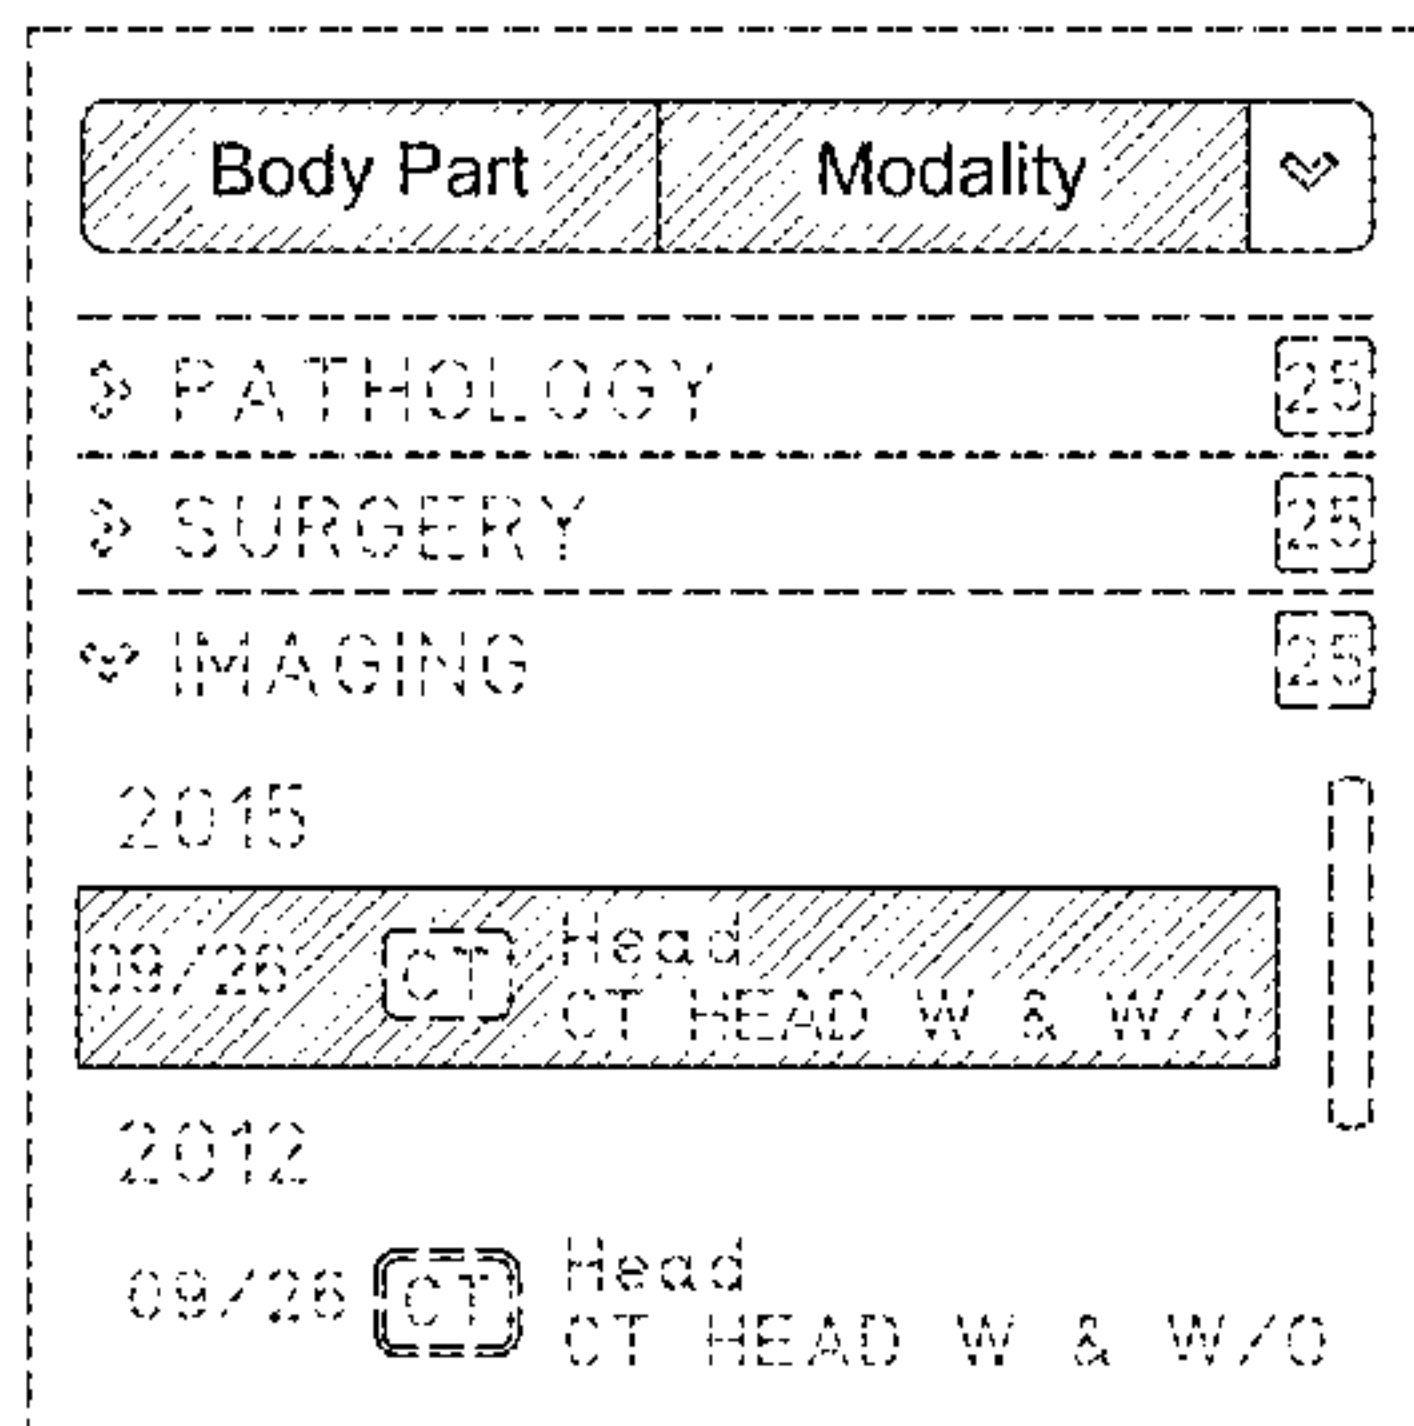 Body Part Modality
PATHOLOGY 25
SURGERY 25
IMAGING 25
2015
09/26 CT Head
CT HEAD W & W/O
2012
09/26 CT Head
CT HEAD W & W/O